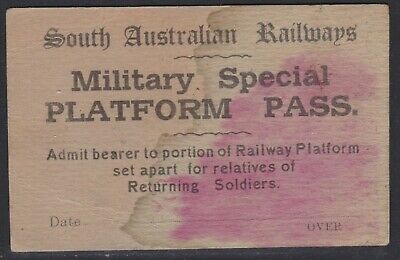 South Australian Railways
Military Special
PLATFORM PASS.
Admit bearer to portion of Railway Platform
set apart for relatives of
Returning Soldiers.
Date
OVER